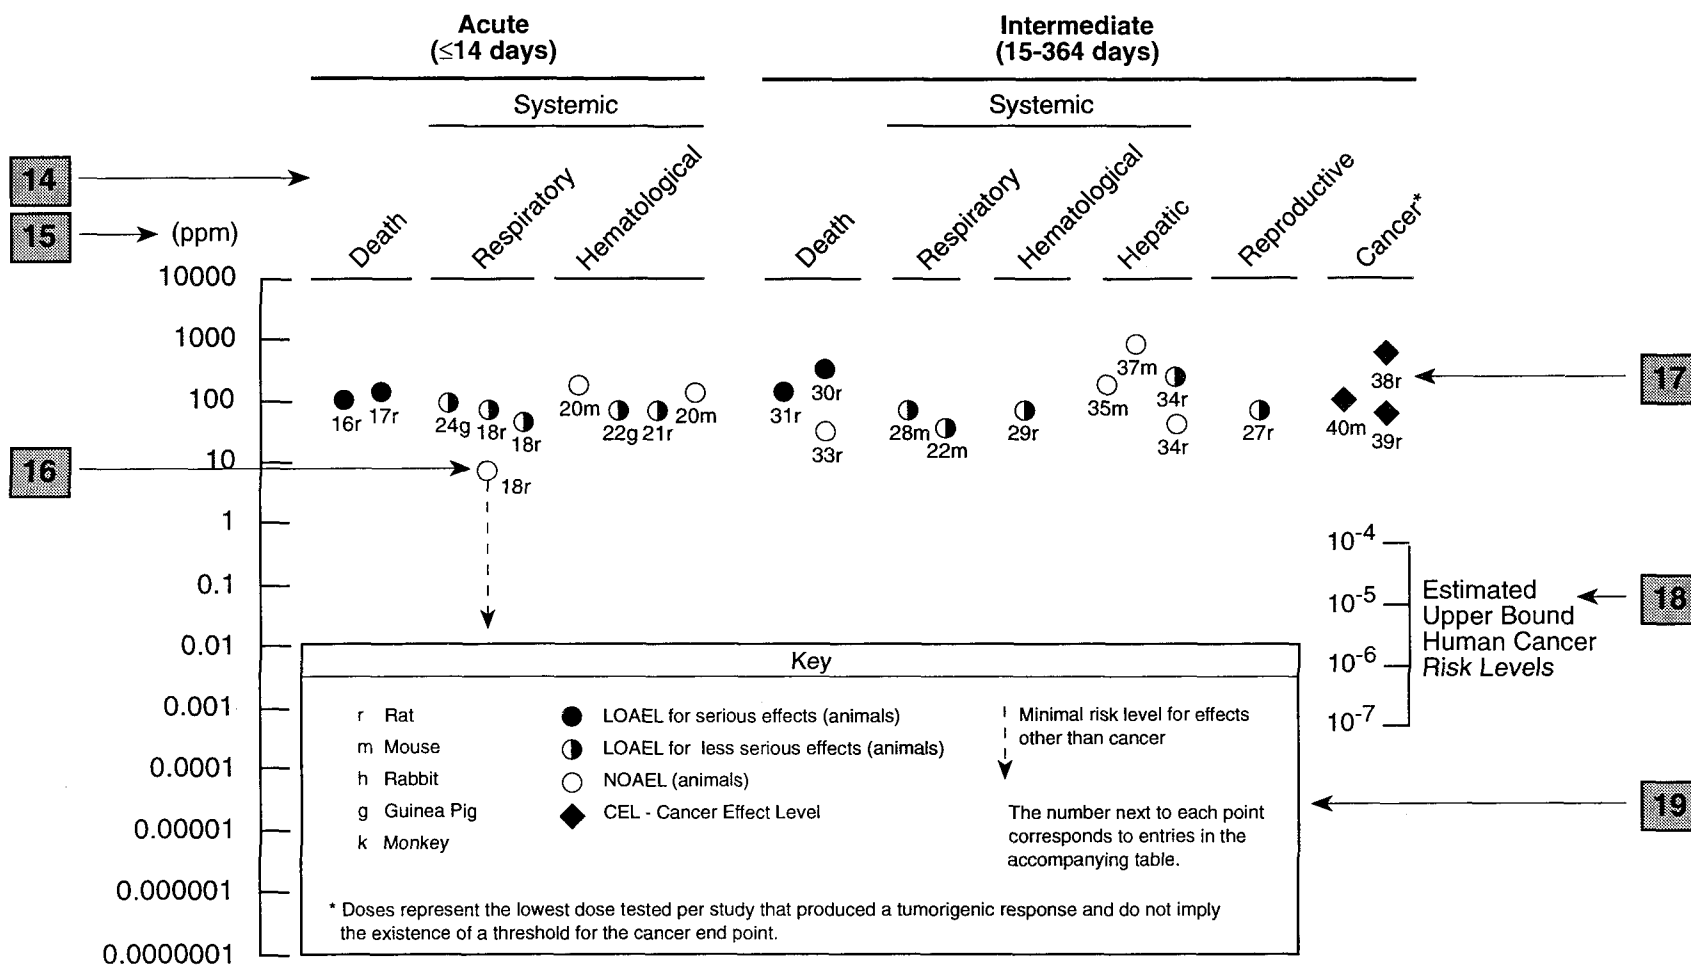 Acute
(≤14 days)
Intermediate
(15-364 days)
Systemic
Systemic
14
15
(ppm)
Death
Respiratory
Hematological
Death
Respiratory
Hematological
Hepatic
Reproductive
Cancer*
10000
1000
100
10
1
0.1
0.01
0.001
0.0001
0.00001
0.000001
0.0000001
16r
17r
24g
18r
18r
18r
20m
22g
21r
20m
31r
30r
33r
28m
22m
29r
35m
37m
34r
34r
27r
40m
38r
39r
16
17
10-4
10-5
10-6
10-7
Estimated
Upper Bound
Human Cancer
Risk Levels
18
19
Key
r Rat
m Mouse
h Rabbit
g Guinea Pig
k Monkey
LOAEL for serious effects (animals)
LOAEL for less serious effects (animals)
NOAEL (animals)
CEL - Cancer Effect Level
Minimal risk level for effects
other than cancer
The number next to each point
corresponds to entries in the
accompanying table.
* Doses represent the lowest dose tested per study that produced a tumorigenic response and do not imply
the existence of a threshold for the cancer end point.